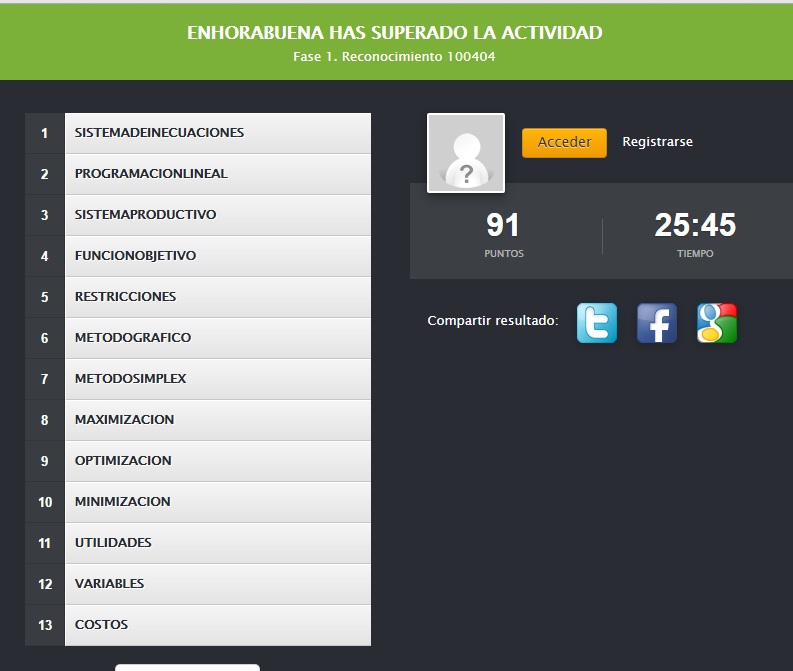 ENHORABUENA HAS SUPERADO LA ACTIVIDAD
Fase 1. Reconocimiento 100404
1 SISTEMADEINECUACIONES
2 PROGRAMACIONLINEAL
3 SISTEMAPRODUCTIVO
4 FUNCIONOBJETIVO
5 RESTRICCIONES
6 METODOGRAFICO
7 METODOSIMPLEX
8 MAXIMIZACION
9 OPTIMIZACION
10 MINIMIZACION
11 UTILIDADES
12 VARIABLES
13 COSTOS
?
Acceder Registrarse
91 25:45
PUNTOS TIEMPO
Compartir resultado: t f g